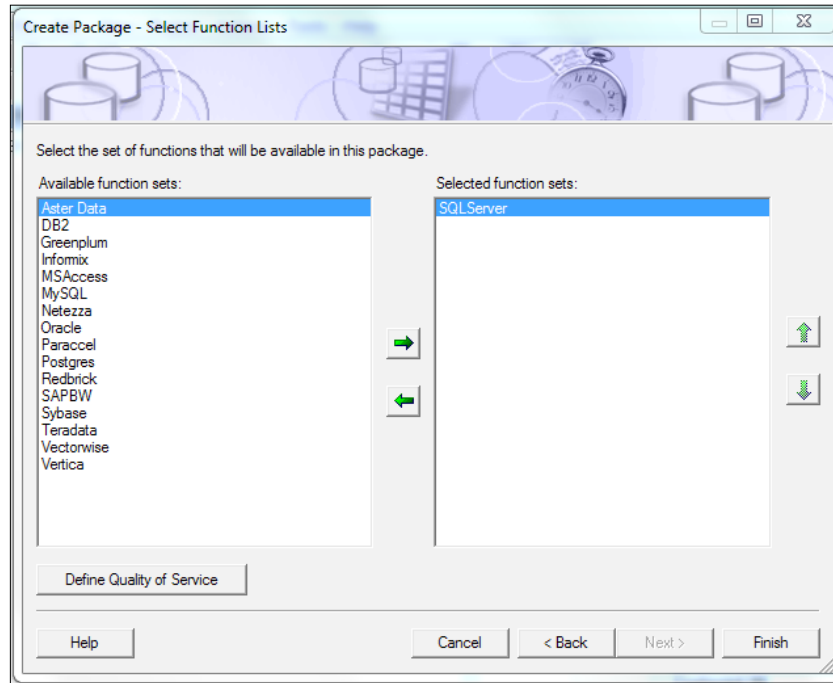 Create Package - Select Function Lists
Select the set of functions that will be available in this package.
Available function sets:
Aster Data
DB2
Greenplum
Informix
MSAccess
MySQL
Netezza
Oracle
Paraccel
Postgres
Redbrick
SAPBW
Sybase
Teradata
Vectorwise
Vertica
Selected function sets:
SQLServer
Define Quality of Service
Help
Cancel
< Back
Next >
Finish